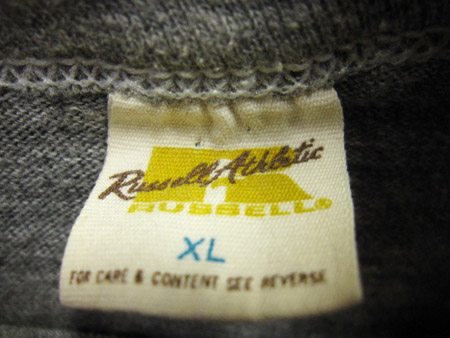 Russell Athletic
RUSSELL®
XL
FOR CARE & CONTENT SEE REVERSE